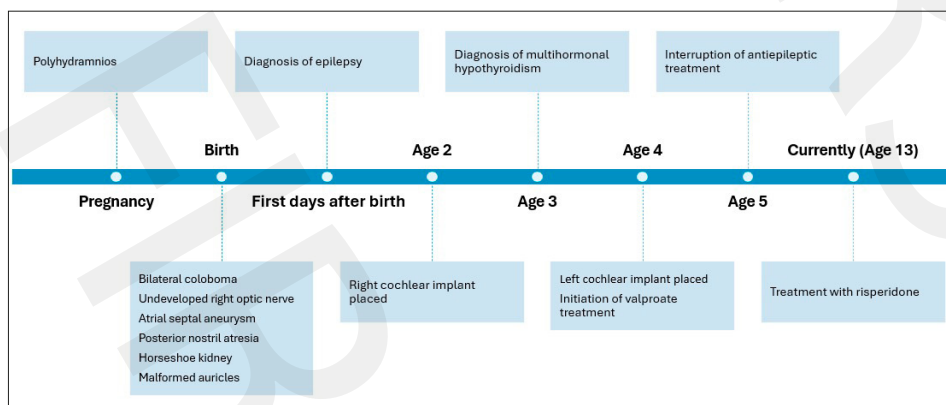 Polyhydramnios
Diagnosis of epilepsy
Diagnosis of multihormonal
hypothyroidism
Interruption of antiepileptic
treatment
Birth
Age 2
Age 4
Currently (Age 13)
Pregnancy
First days after birth
Age 3
Age 5
Bilateral coloboma
Undeveloped right optic nerve
Atrial septal aneurysm
Posterior nostril atresia
Horseshoe kidney
Malformed auricles
Right cochlear implant
placed
Left cochlear implant placed
Initiation of valproate
treatment
Treatment with risperidone